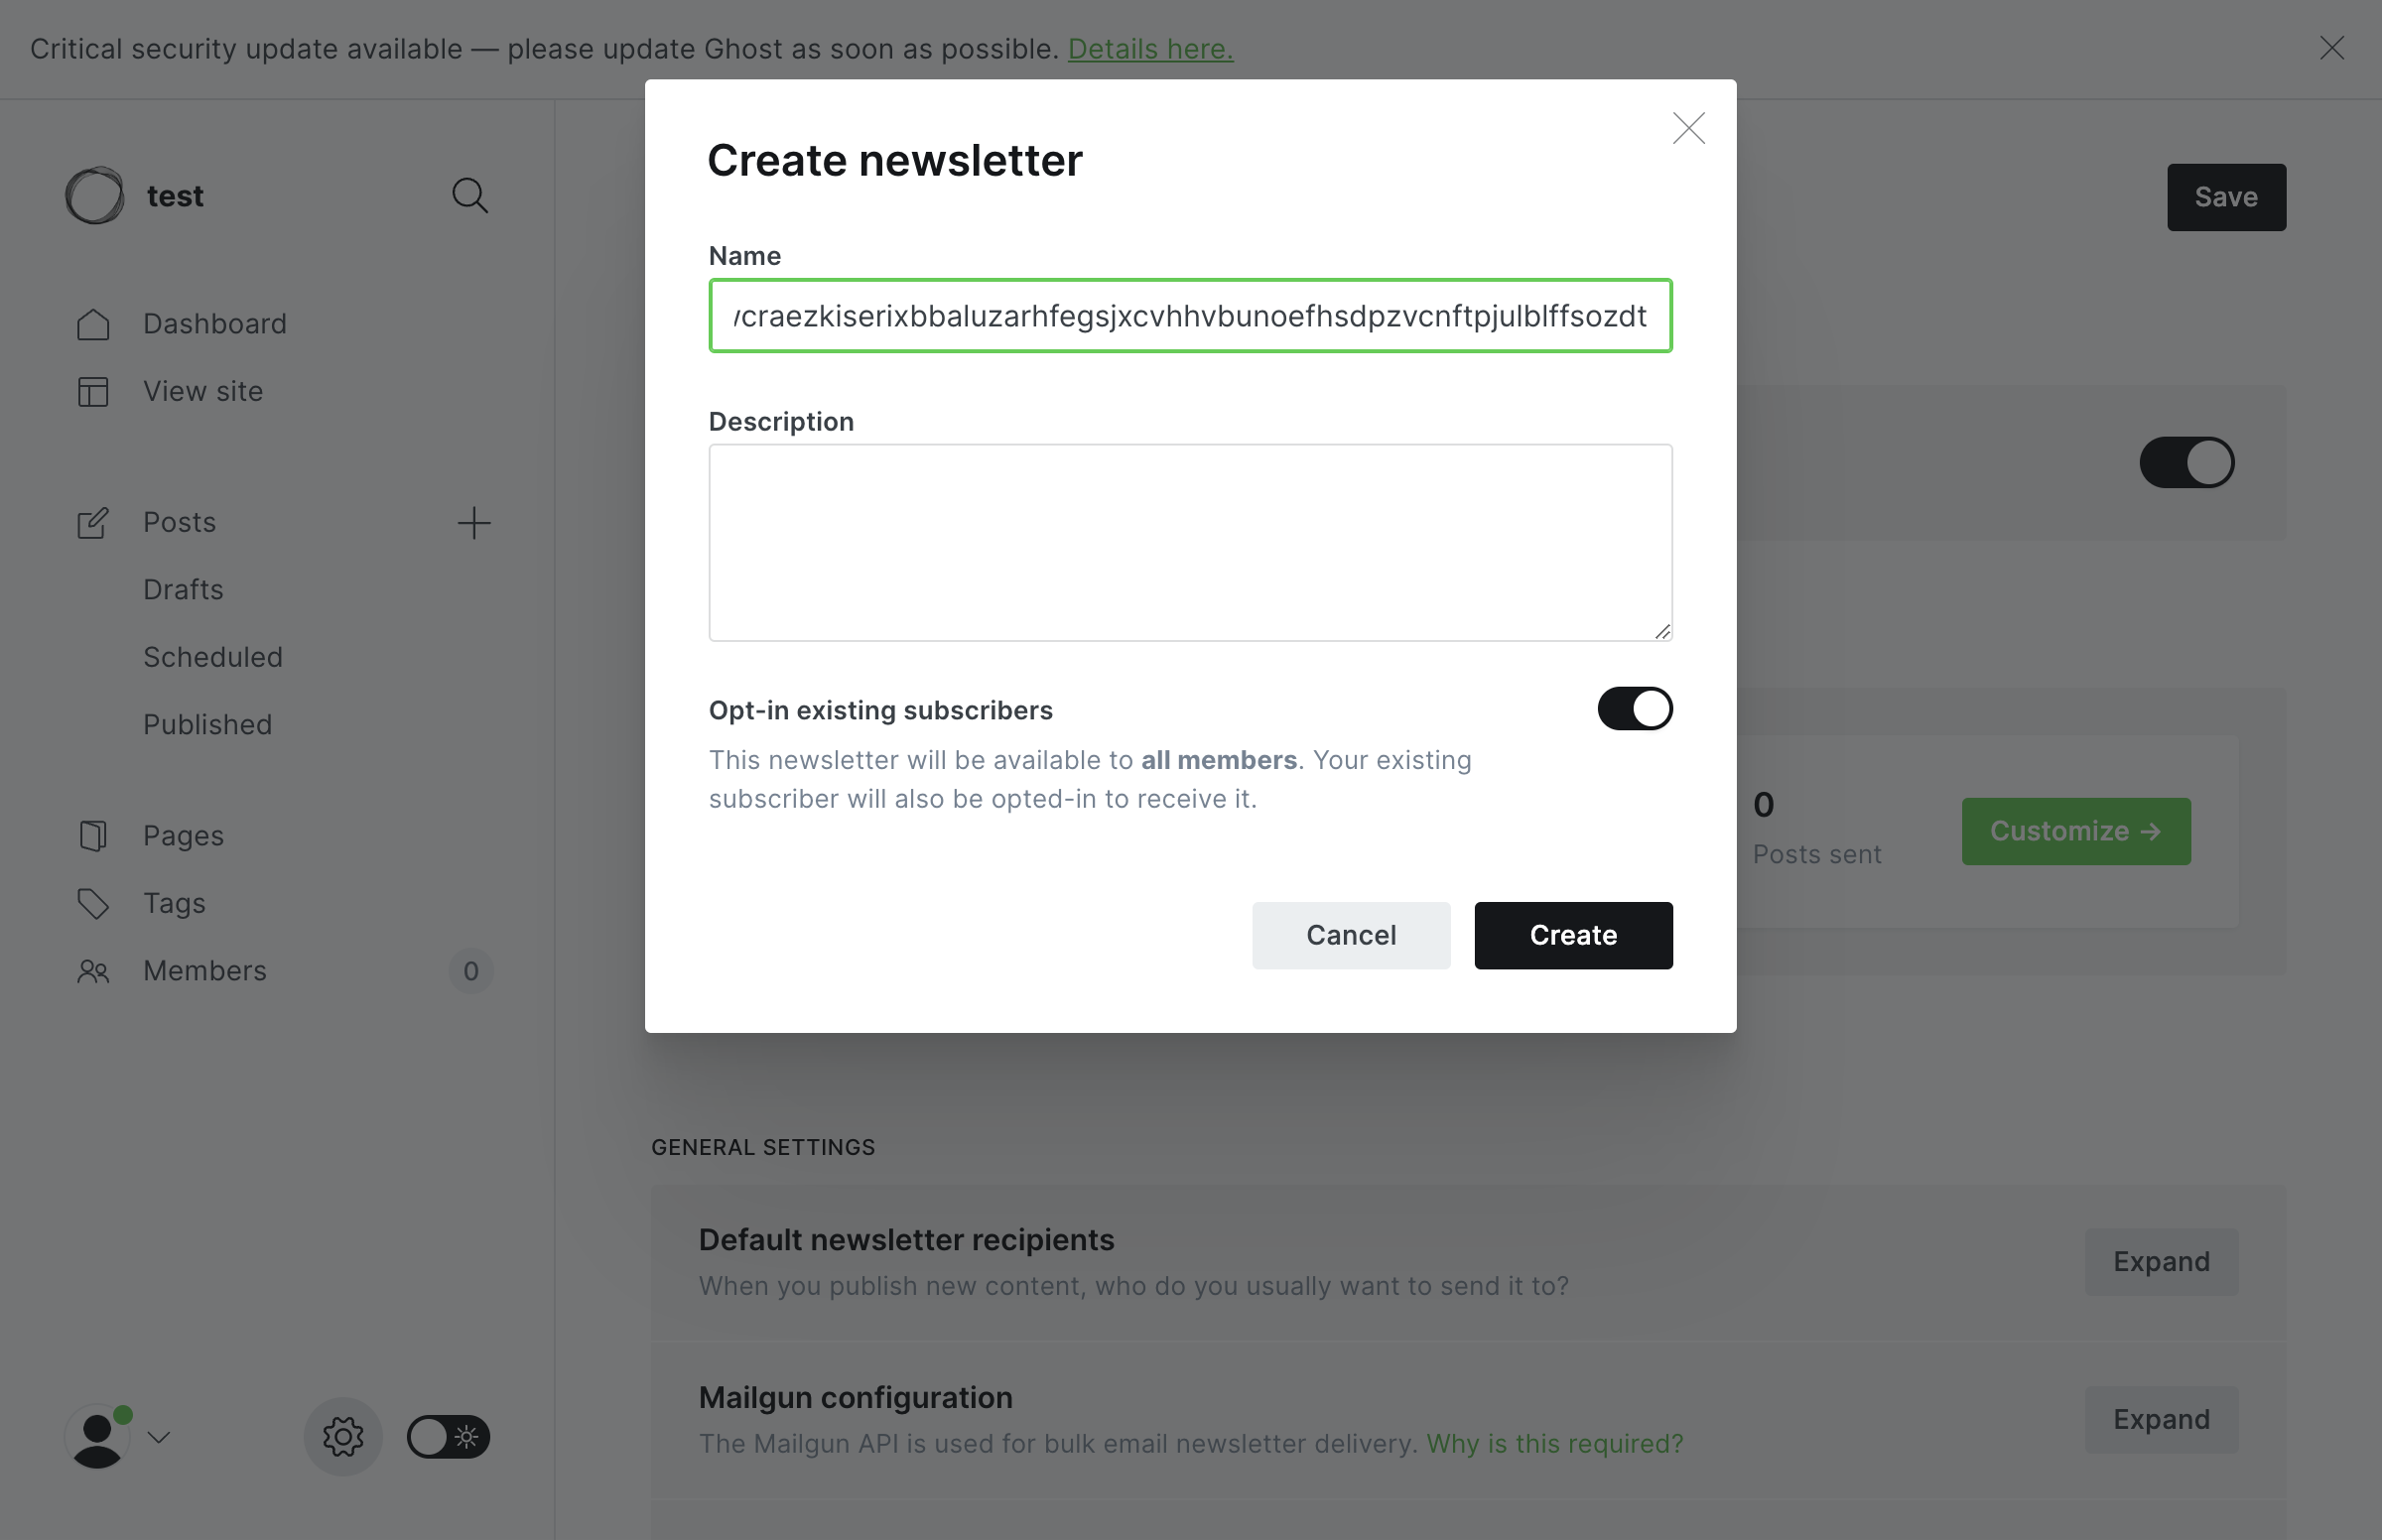 Critical security update available — please update Ghost as soon as possible. Details here.
test
Dashboard
View site
Posts
Drafts
Scheduled
Published
Pages
Tags
Members
0
Save
Create newsletter
Name
craezkiserixbbaluzarhfegsjxcvhhvbunoefhsdpzvcnftpjulblffsozdt
Description
Opt-in existing subscribers
This newsletter will be available to all members. Your existing
subscriber will also be opted-in to receive it.
Cancel
Create
0
Posts sent
Customize →
GENERAL SETTINGS
Default newsletter recipients
When you publish new content, who do you usually want to send it to?
Expand
Mailgun configuration
The Mailgun API is used for bulk email newsletter delivery. Why is this required?
Expand